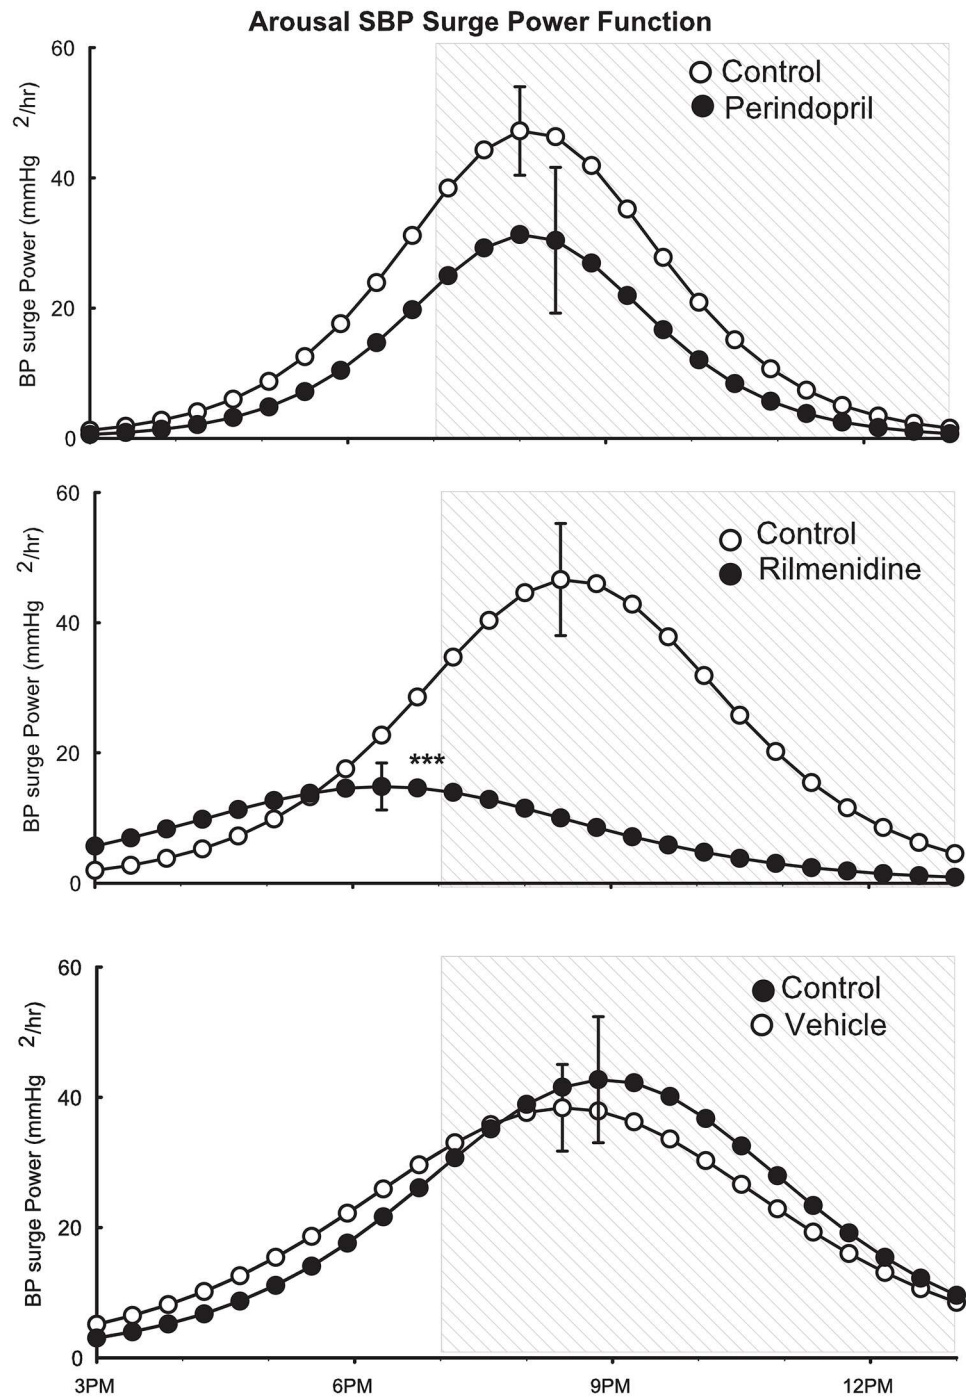 Arousal SBP Surge Power Function
60
40
20
0
BP surge Power (mmHg 2/hr)
Control
Perindopril
60
40
20
0
BP surge Power (mmHg 2/hr)
Control
Rilmenidine
***
60
40
20
0
BP surge Power (mmHg 2/hr)
Control
Vehicle
3PM 6PM 9PM 12PM